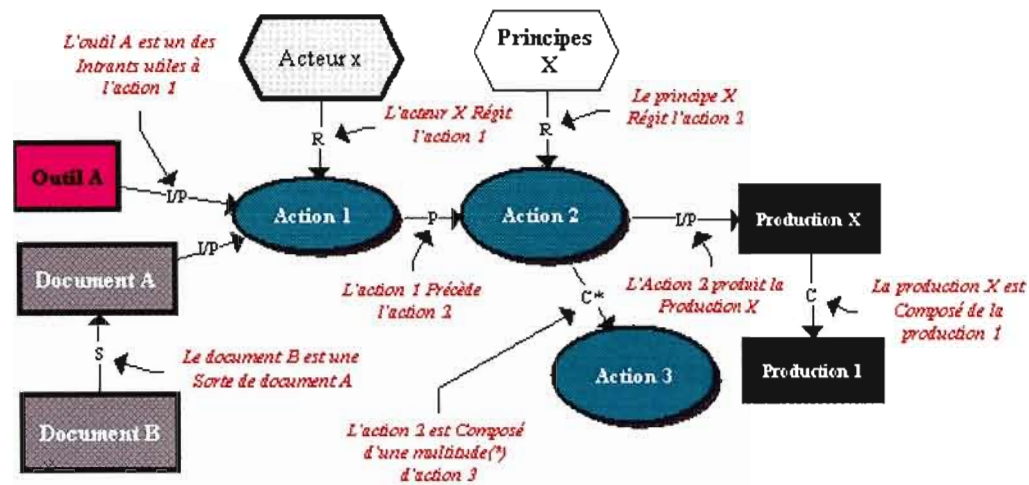 L'outil A est un des
Intrants utiles à
l'action 1
Acteur x
Principes
X
L'acteur X Régit
l'action 1
Le principe X
Régit l'action 2
R
R
Outil A
I/P
Action 1
P
Action 2
I/P
Production X
Document A
I/P
L'action 1 Précède
l'action 2
C*
L'Action 2 produit la
Production X
C
La production X est
Composé de la
production 1
S
Le document B est une
Sorte de document A
Action 3
Production 1
Document B
L'action 2 est Composé
d'une multitude(*)
d'action 3